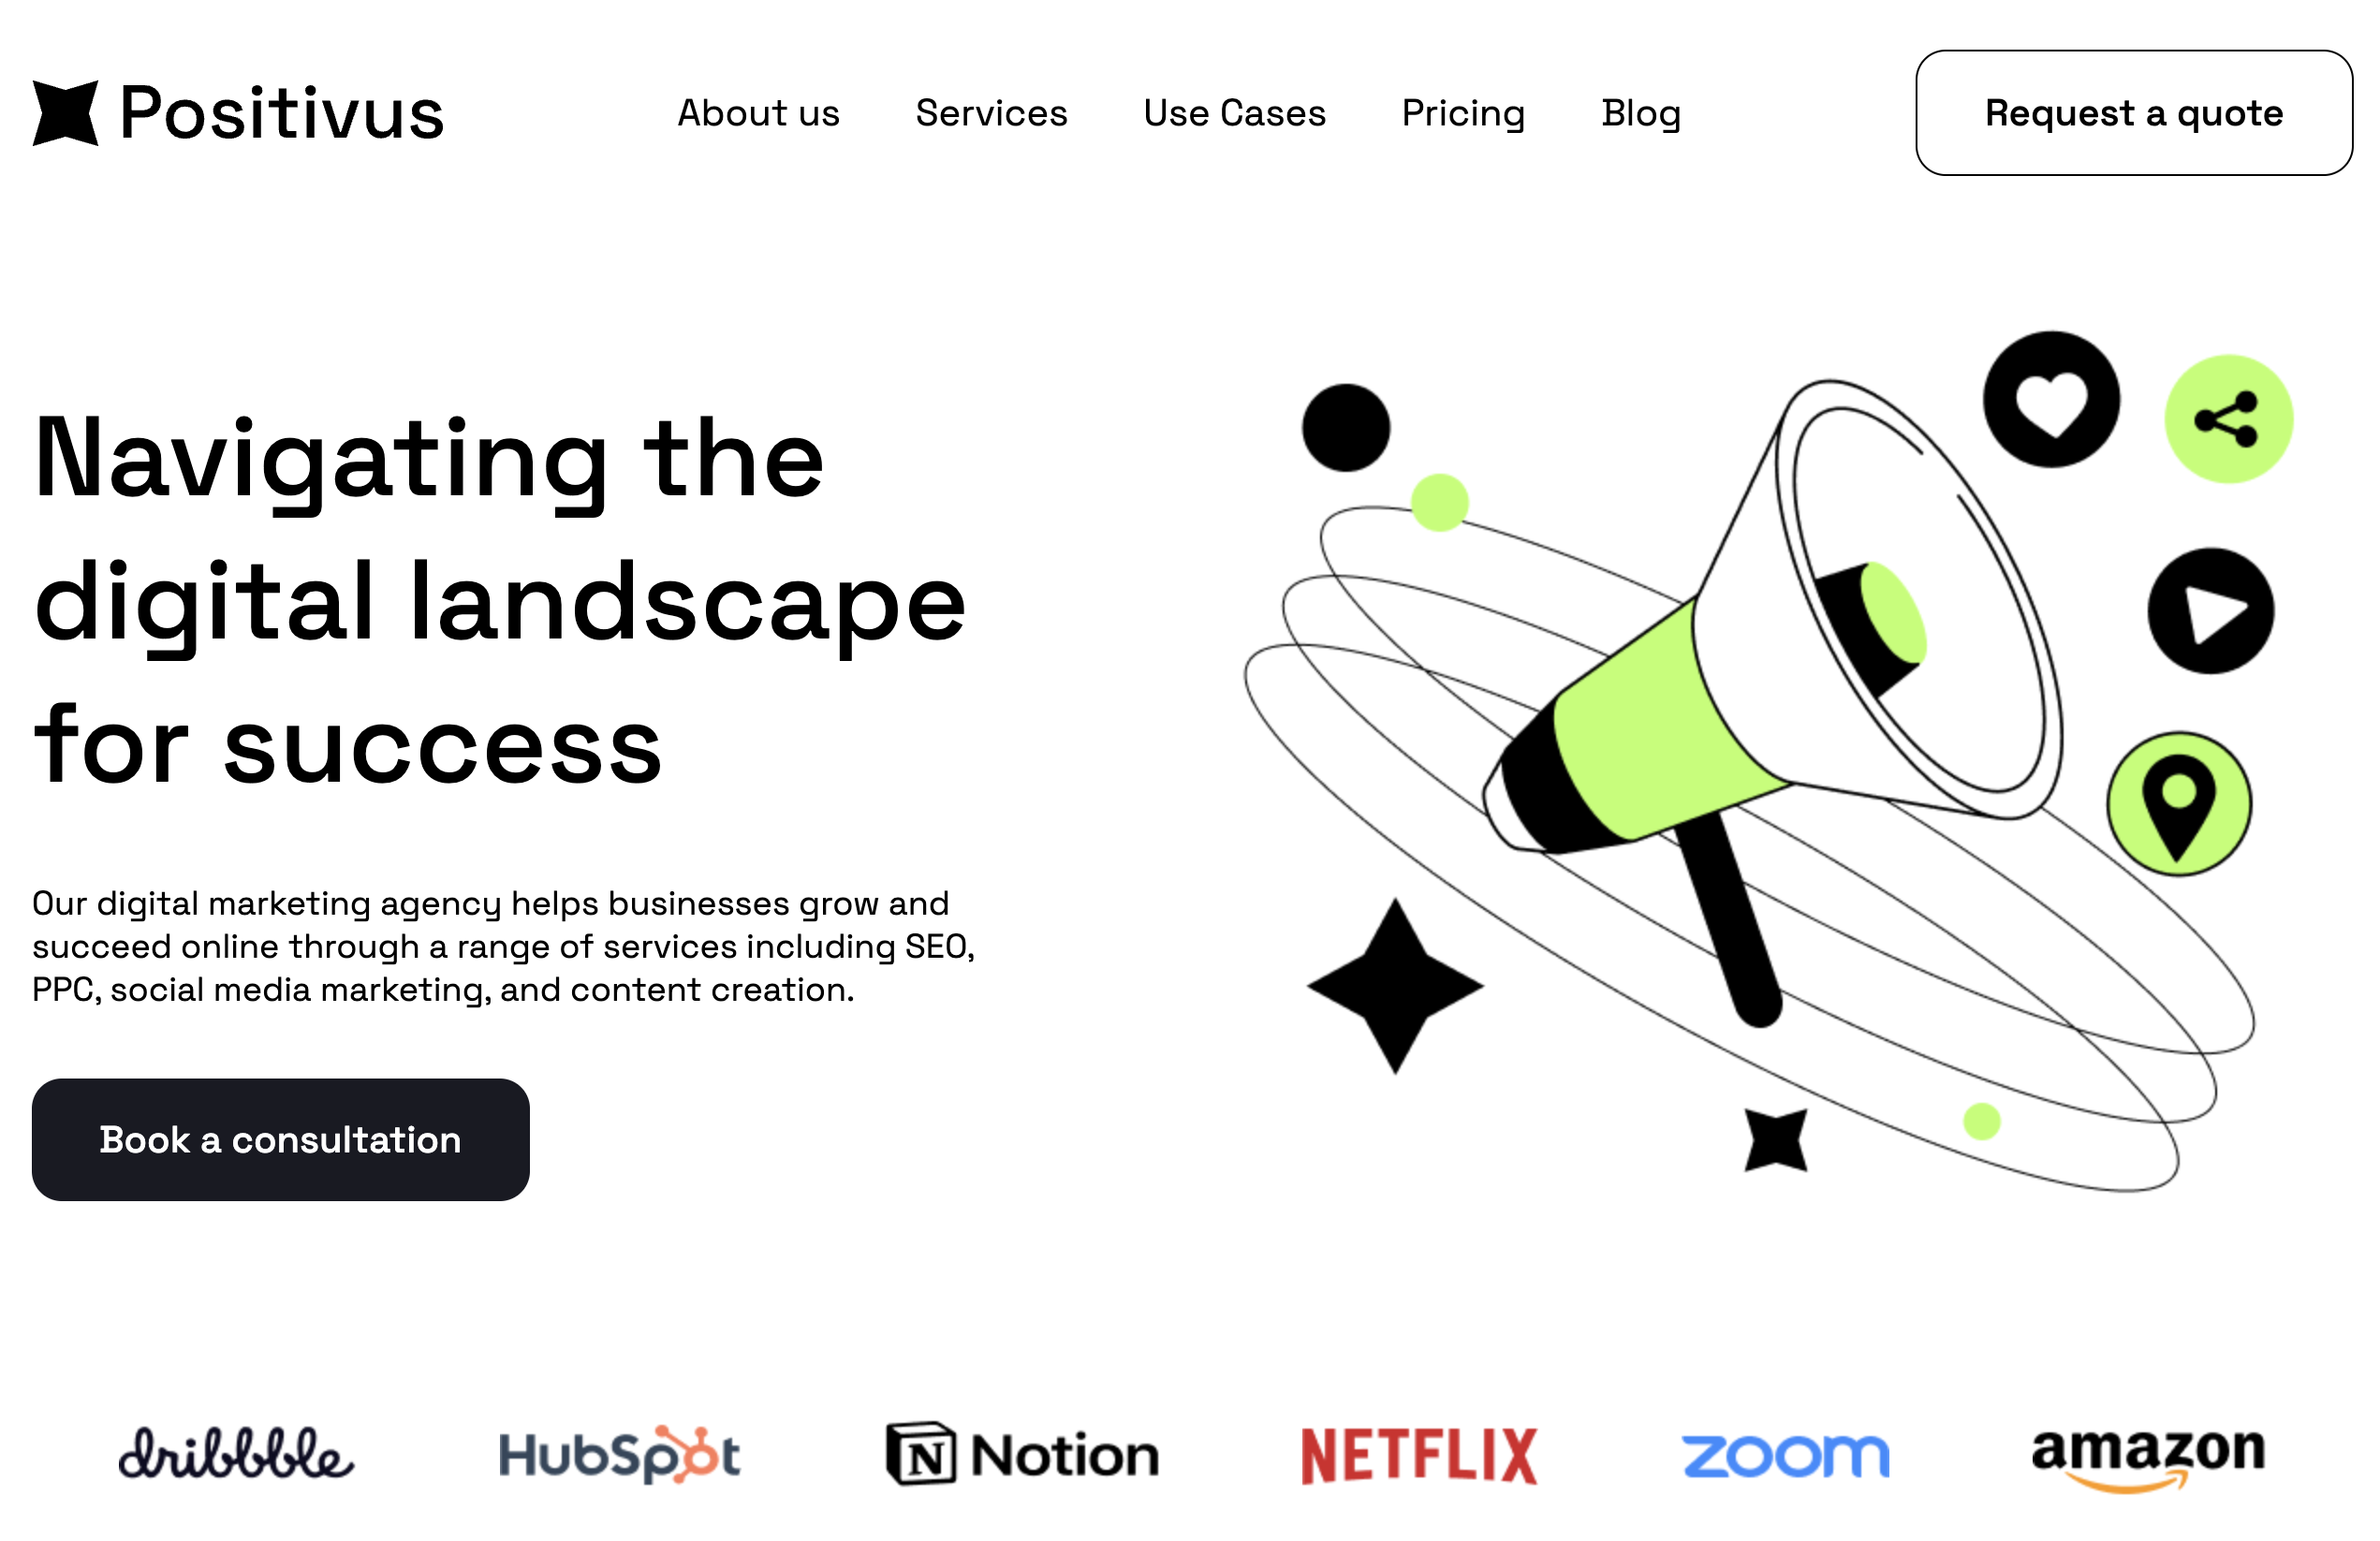 Positivus
About us
Services
Use Cases
Pricing
Blog
Request a quote
Navigating the
digital landscape
for success
Our digital marketing agency helps businesses grow and
succeed online through a range of services including SEO,
PPC, social media marketing, and content creation.
Book a consultation
dribbble
HubSpot
N Notion
NETFLIX
zoom
amazon